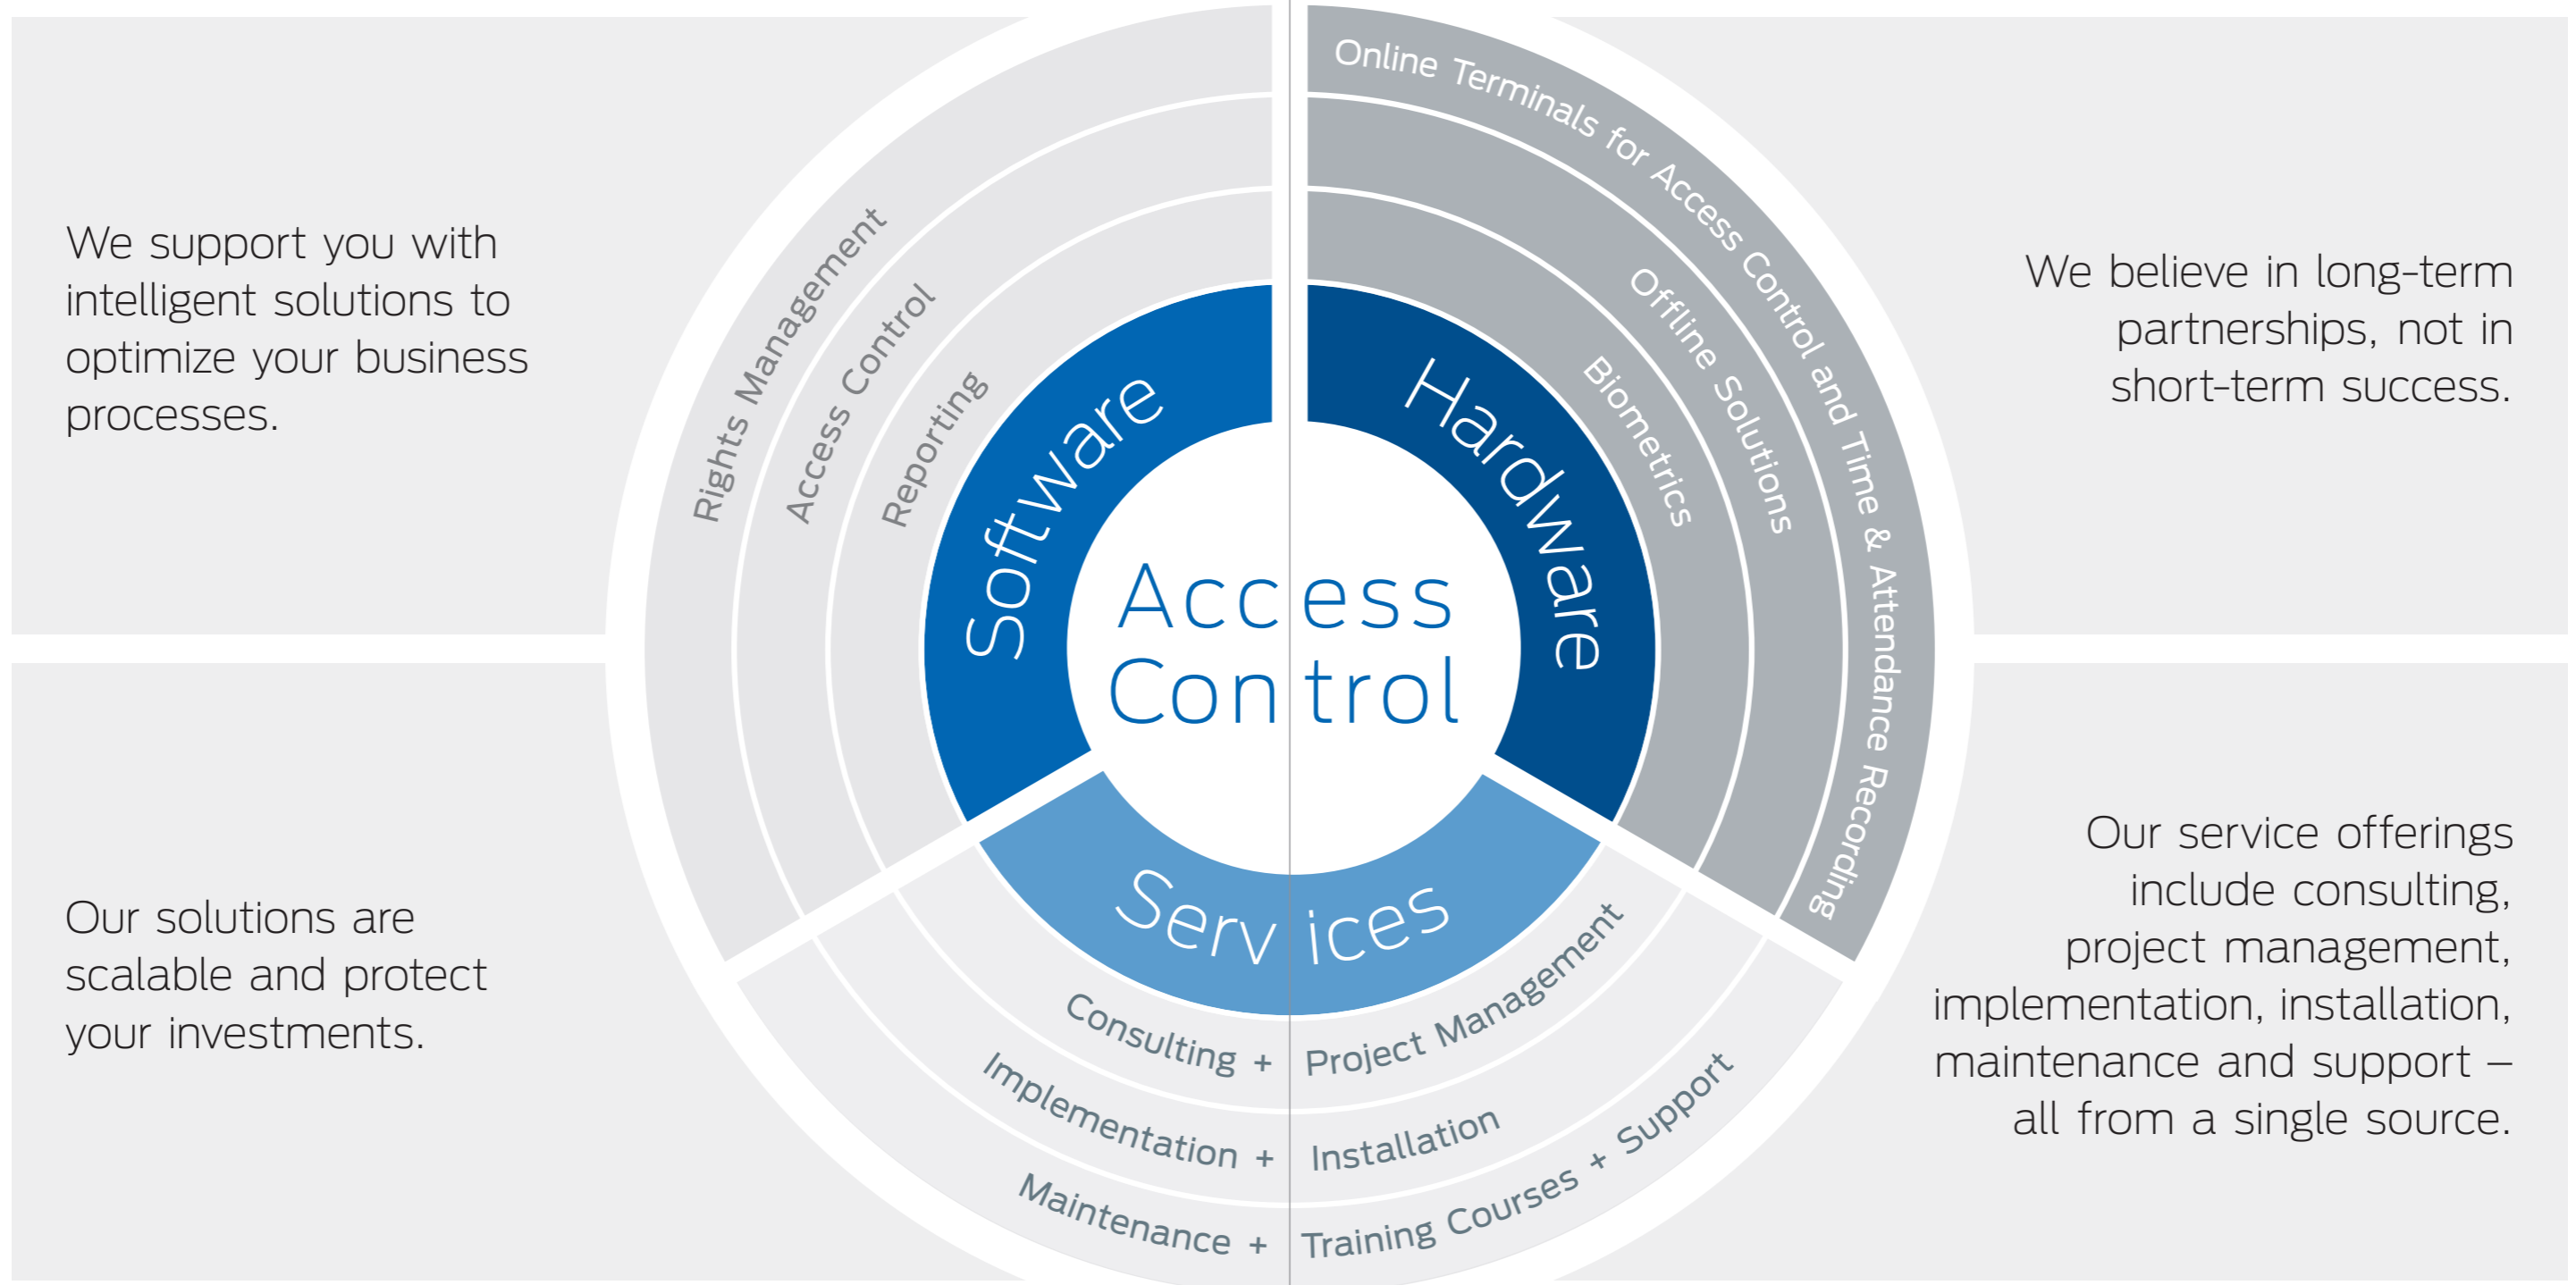 We support you with
intelligent solutions to
optimize your business
processes.
Rights Management
Access Control
Reporting
Software
Access
Control
Hardware
Biometrics
Offline Solutions
Online Terminals for Access Control and Time & Attendance Recording
We believe in long-term
partnerships, not in
short-term success.
Our solutions are
scalable and protect
your investments.
Services
Consulting + Project Management
Implementation + Installation
Maintenance + Training Courses + Support
Our service offerings
include consulting,
project management,
implementation, installation,
maintenance and support –
all from a single source.